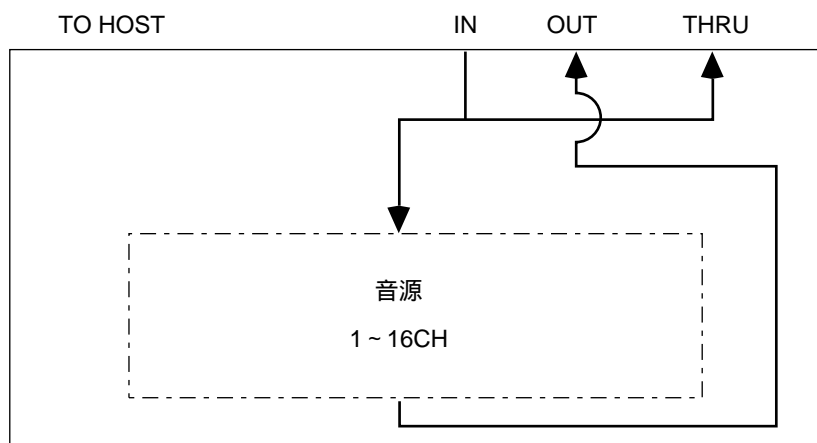 TO HOST IN OUT THRU
音源
1 ~ 16CH